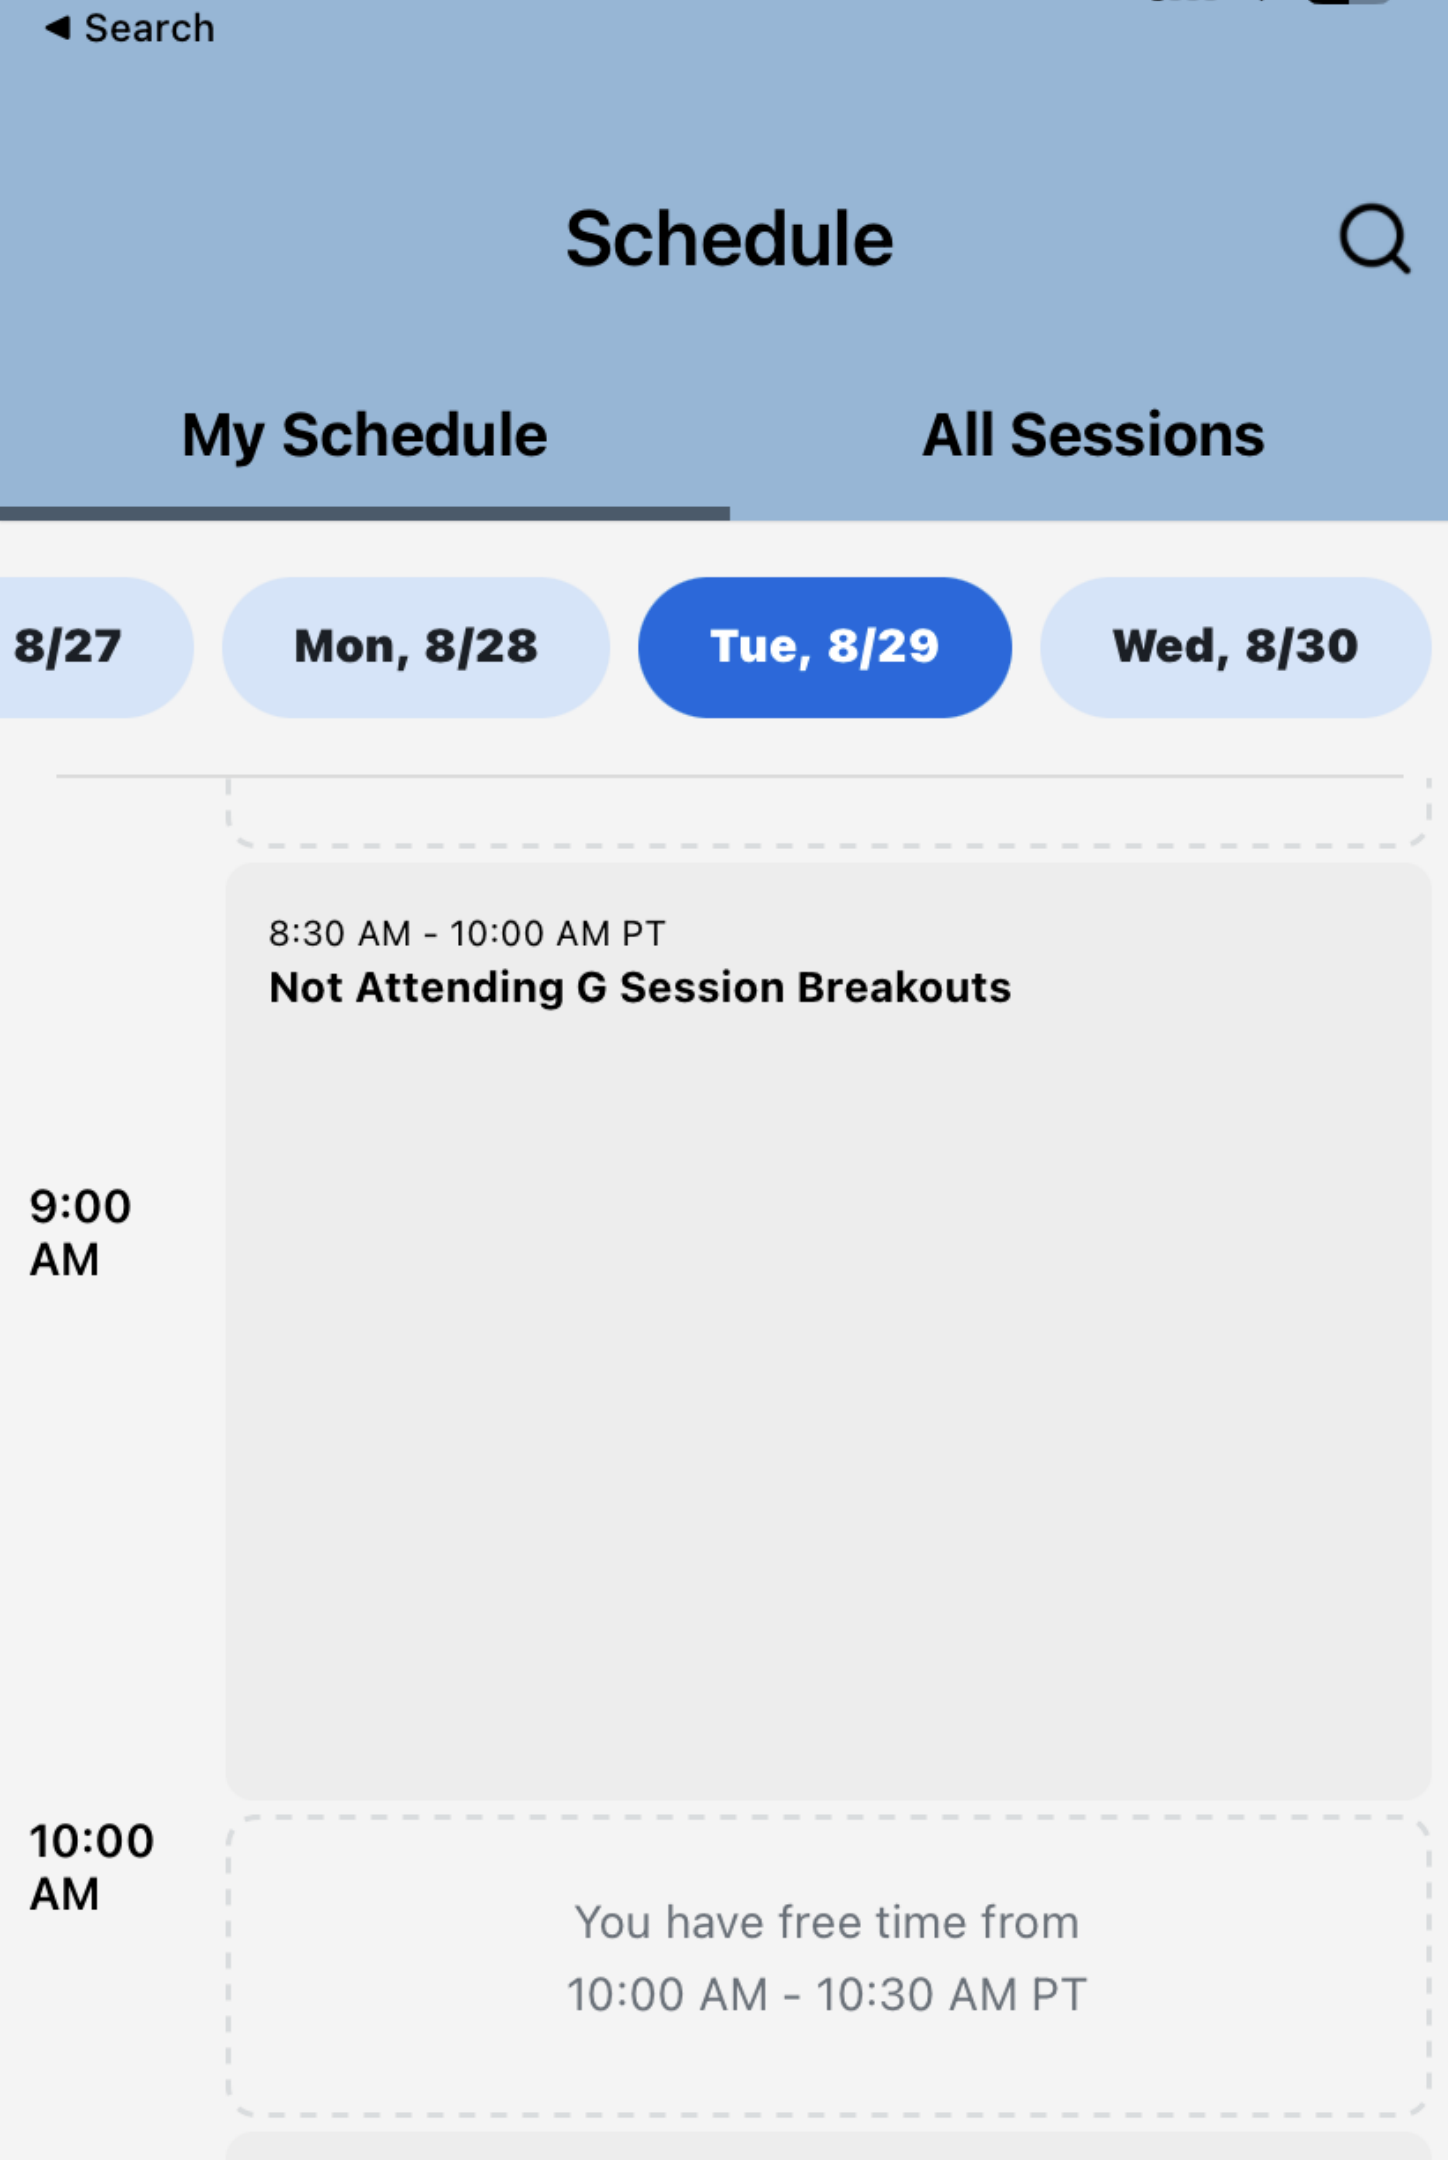 Search
Schedule
My Schedule
All Sessions
8/27
Mon, 8/28
Tue, 8/29
Wed, 8/30
8:30 AM - 10:00 AM PT
Not Attending G Session Breakouts
9:00
AM
10:00
AM
You have free time from
10:00 AM - 10:30 AM PT